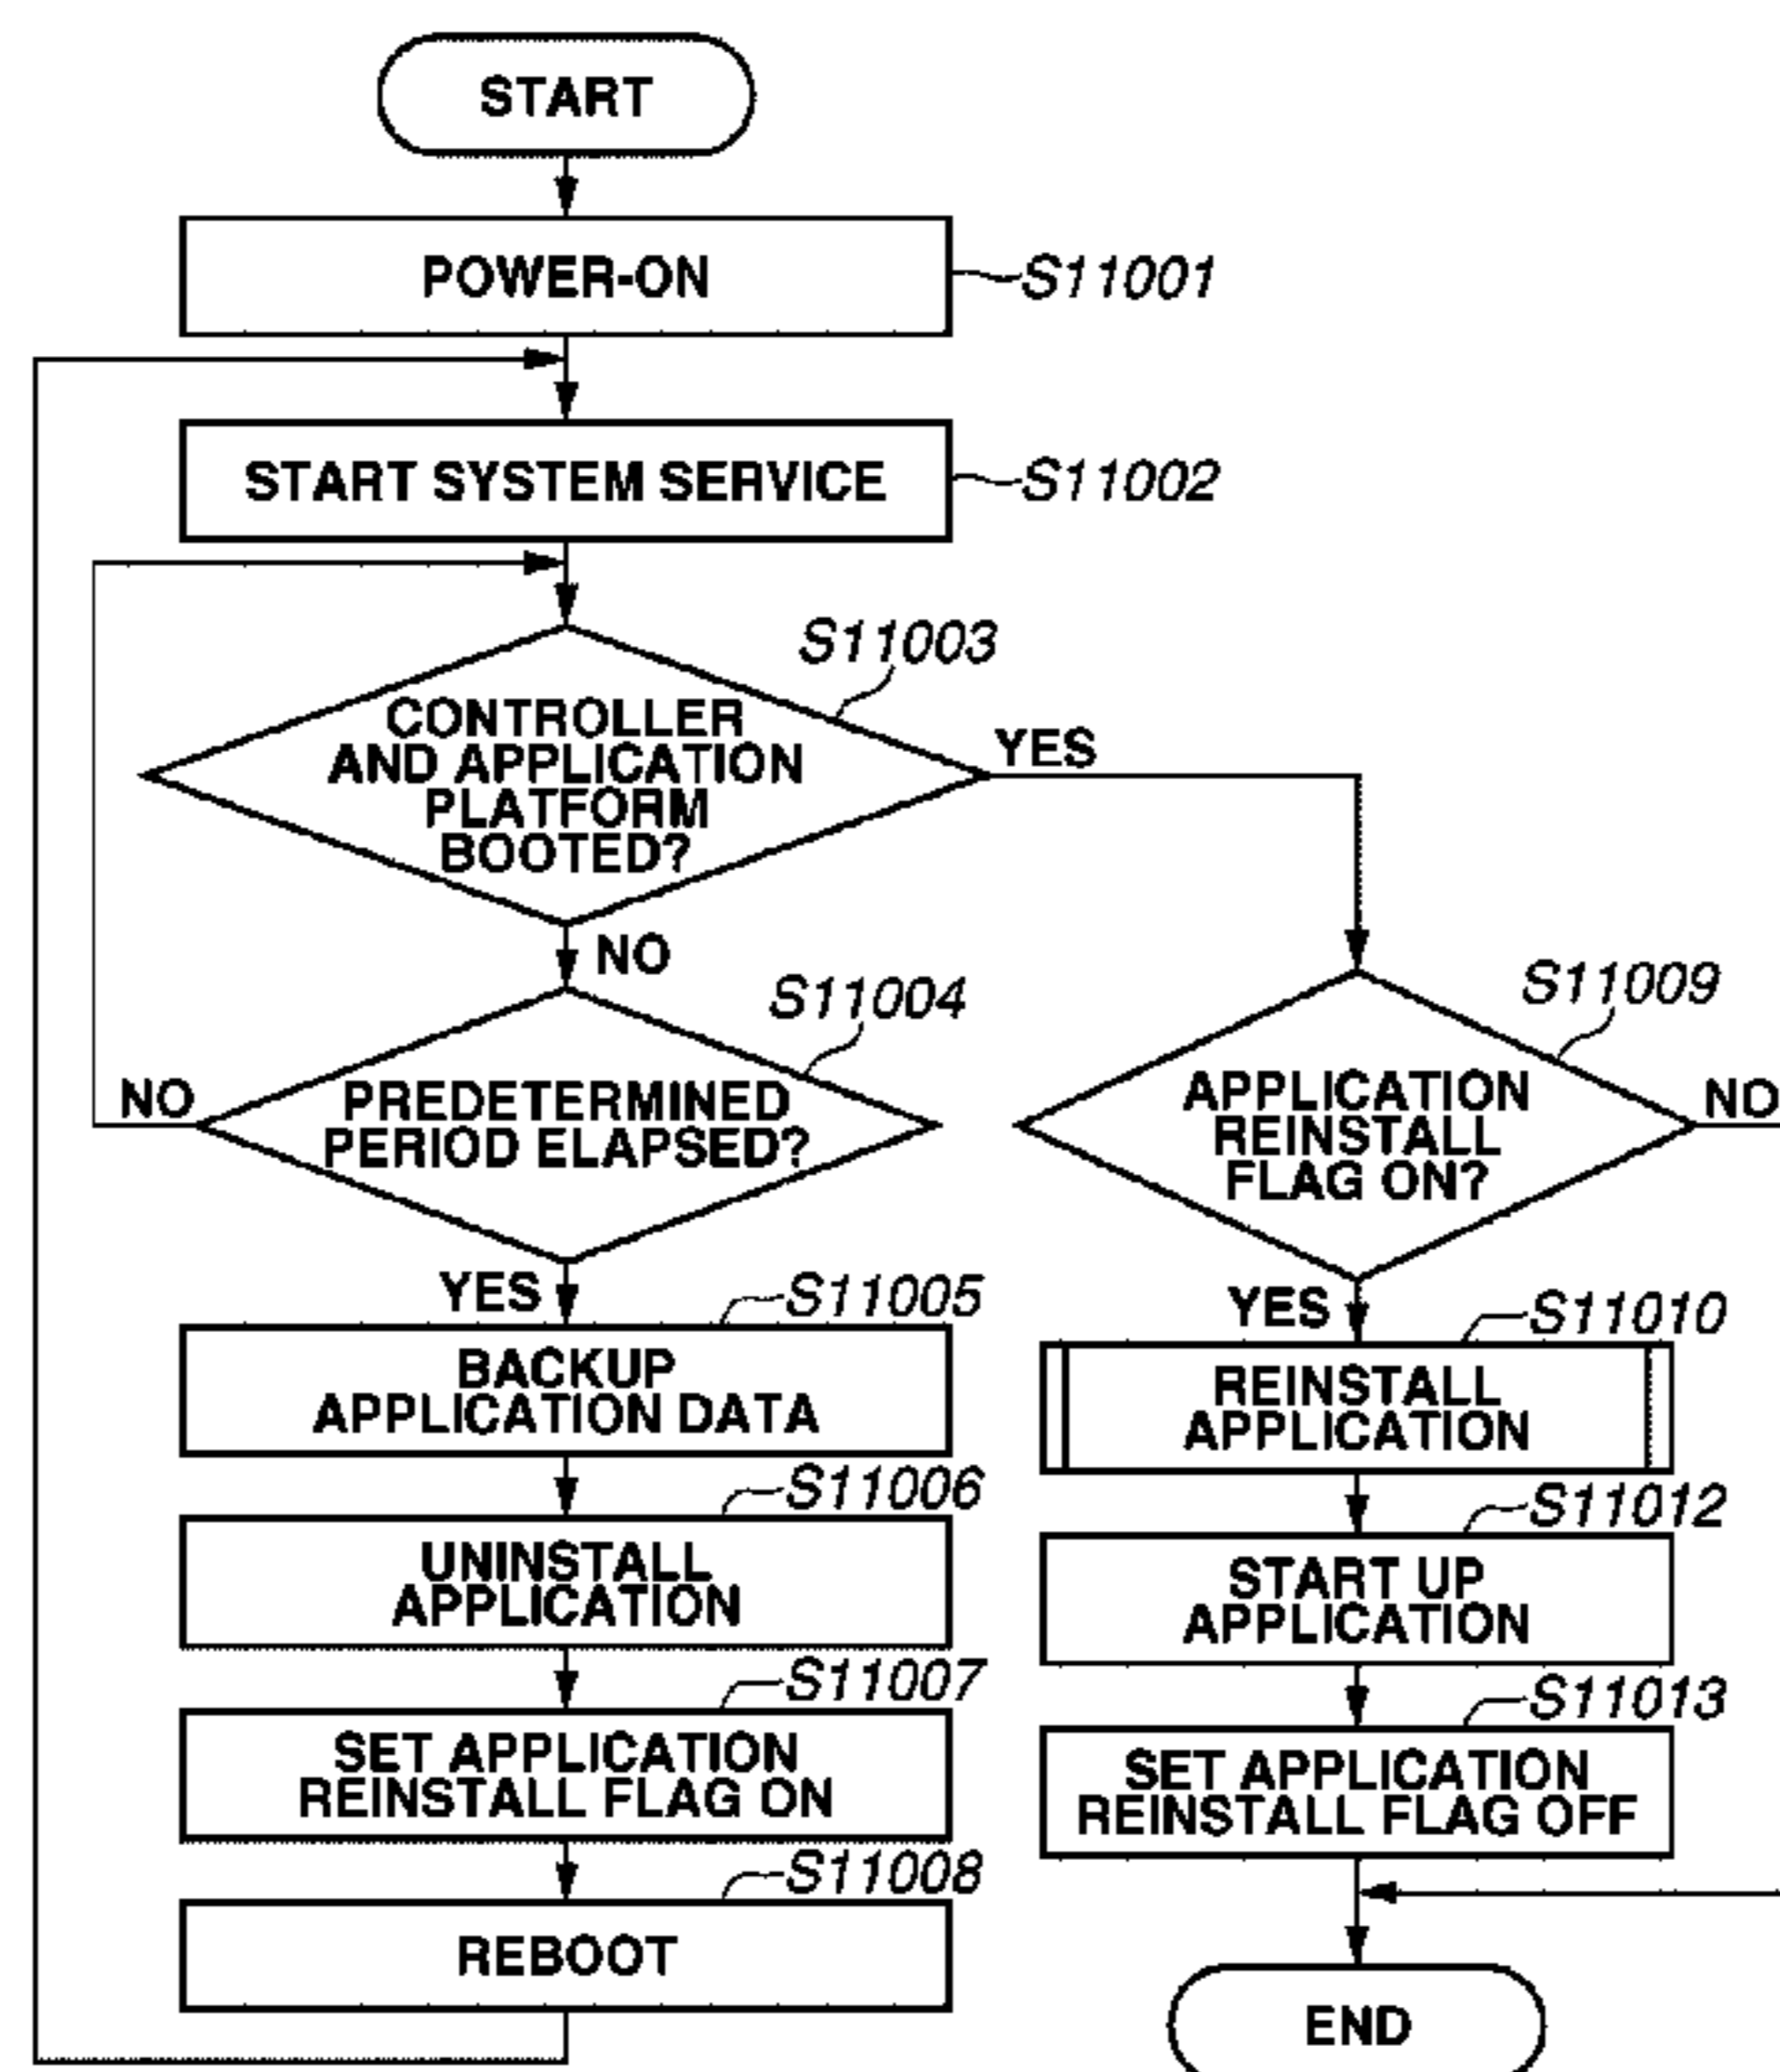 START
POWER-ON
S11001
START SYSTEM SERVICE
S11002
S11003
CONTROLLER
AND APPLICATION
PLATFORM
BOOTED?
YES
NO
S11004
PREDETERMINED
PERIOD ELAPSED?
NO
YES
S11005
BACKUP
APPLICATION DATA
S11006
UNINSTALL
APPLICATION
S11007
SET APPLICATION
REINSTALL FLAG ON
S11008
REBOOT
S11009
APPLICATION
REINSTALL
FLAG ON?
NO
YES
S11010
REINSTALL
APPLICATION
S11012
START UP
APPLICATION
S11013
SET APPLICATION
REINSTALL FLAG OFF
END